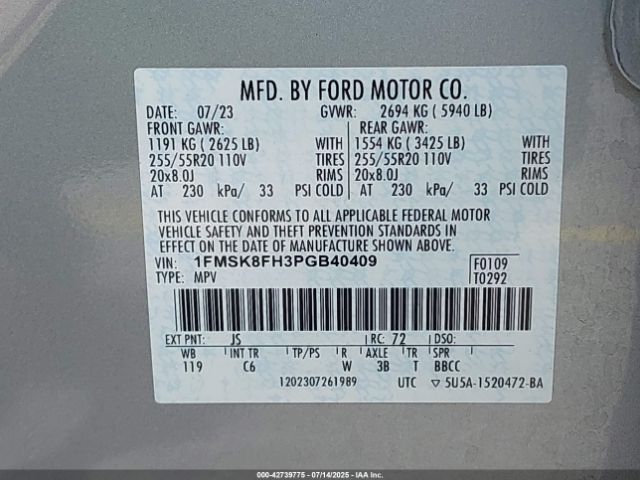 MFD. BY FORD MOTOR CO.
DATE: 07/23 GVWR: 2694 KG ( 5940 LB)
FRONT GAWR: REAR GAWR:
1191 KG ( 2625 LB) WITH 1554 KG ( 3425 LB) WITH
255/55R20 110V TIRES 255/55R20 110V TIRES
20x8.0J RIMS 20x8.0J RIMS
AT 230 kPa/ 33 PSI COLD AT 230 kPa/ 33 PSI COLD
THIS VEHICLE CONFORMS TO ALL APPLICABLE FEDERAL MOTOR
VEHICLE SAFETY AND THEFT PREVENTION STANDARDS IN
EFFECT ON THE DATE OF MANUFACTURE SHOWN ABOVE.
VIN: 1FMSK8FH3PGB40409 F0109
TYPE: MPV T0292
EXT PNT: JS RC: 72 DSO:
WB INT TR TP/PS R AXLE TR SPR
119 C6 W 3B T BBCC
1202307261989 UTC ▽ 5U5A-1520472-BA
000-42739775 - 07/14/2025 - IAAI.COM